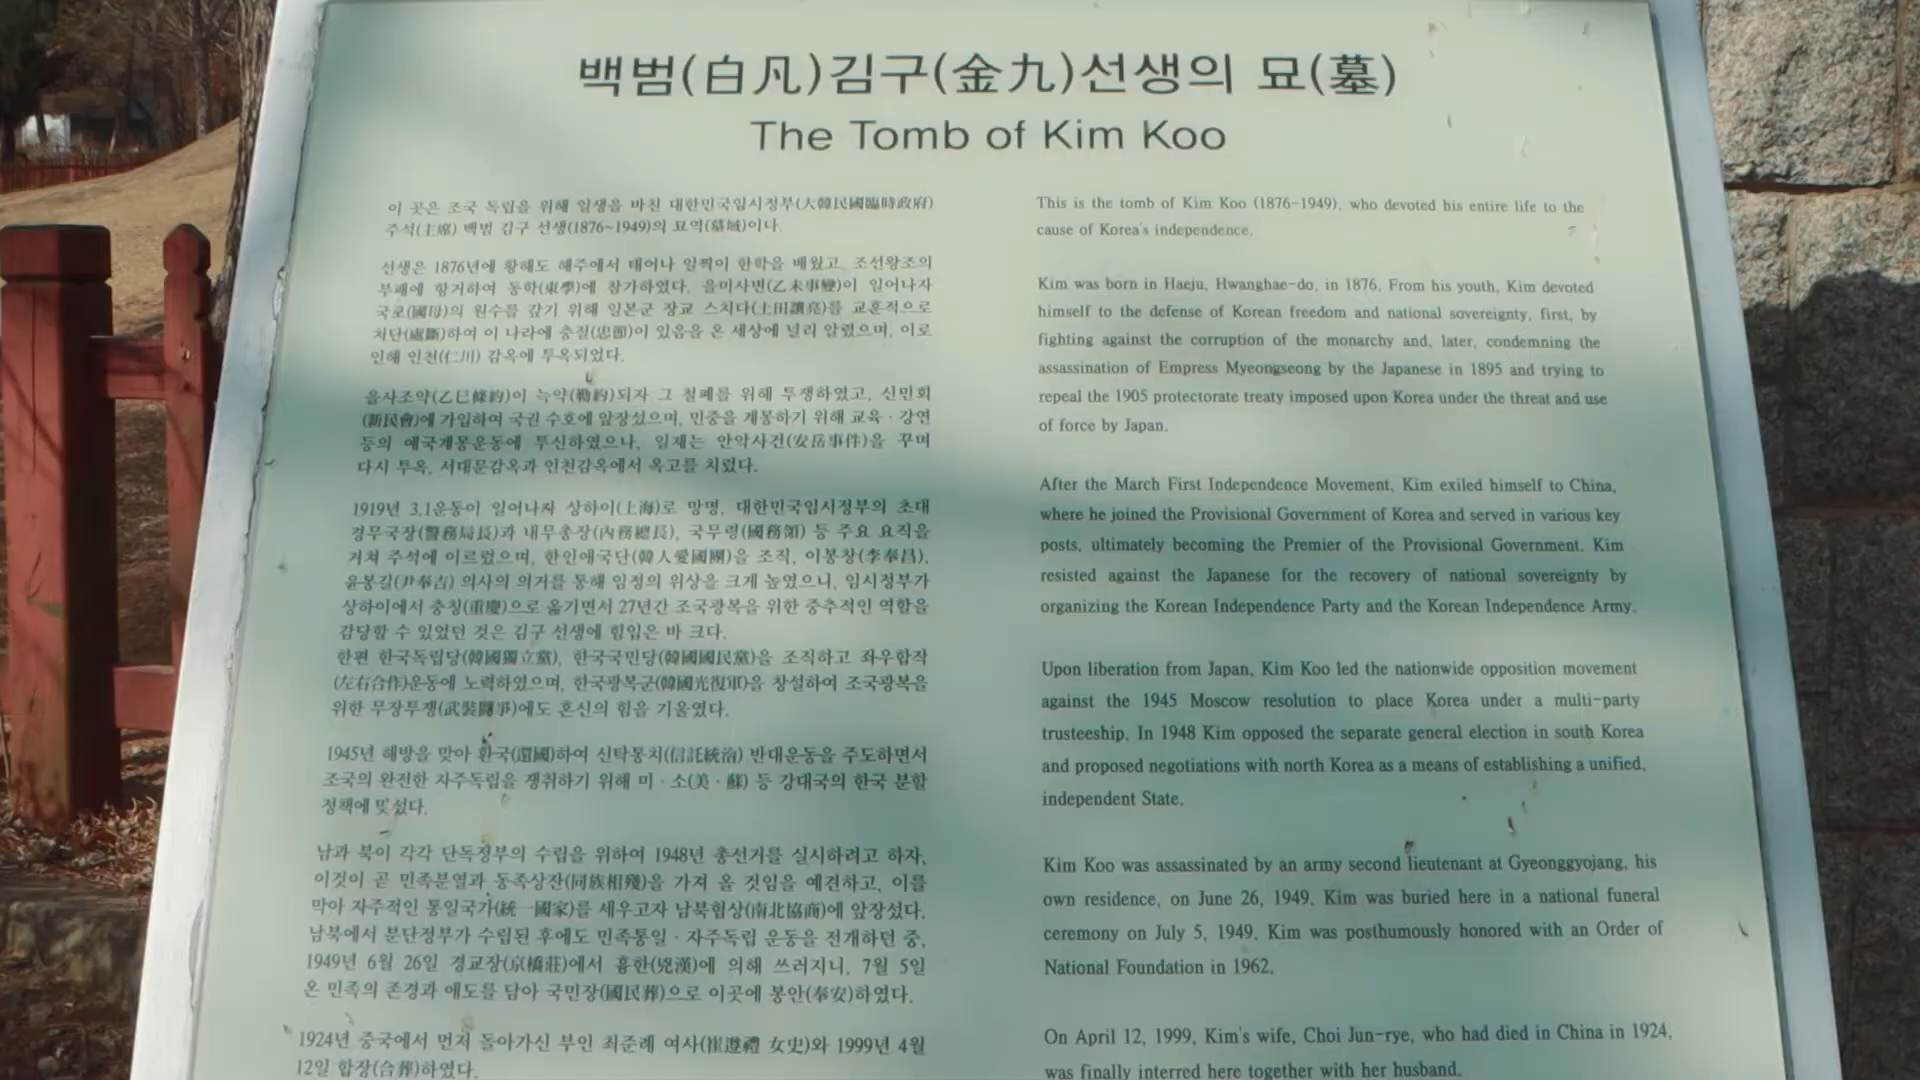 백범(白凡)김구(金九)선생의 묘(墓)
The Tomb of Kim Koo
이 곳은 조국 독립을 위해 일생을 바친 대한민국임시정부(大韓民國臨時政府)
주석(主席) 백범 김구 선생(1876~1949)의 묘역(墓域)이다.
선생은 1876년에 황해도 해주에서 태어나 일찍이 한학을 배웠고, 조선왕조의
부패에 항거하여 동학(東學)에 참가하였다. 을미사변(乙未事變)이 일어나자
국모(國母)의 원수를 갚기 위해 일본군 장교 스치다(土田讓亮)를 교훈적으로
처단(處斷)하여 이 나라에 충절(忠節)이 있음을 온 세상에 널리 알렸으며, 이로
인해 인천(仁川) 감옥에 투옥되었다.
을사조약(乙巳條約)이 늑약(勒約)되자 그 철폐를 위해 투쟁하였고, 신민회
(新民會)에 가입하여 국권 수호에 앞장섰으며, 민중을 계몽하기 위해 교육 · 강연
등의 애국계몽운동에 투신하였으나, 일제는 안악사건(安岳事件)을 꾸며
다시 투옥, 서대문감옥과 인천감옥에서 옥고를 치렀다.
1919년 3.1운동이 일어나자 상하이(上海)로 망명, 대한민국임시정부의 초대
경무국장(警務局長)과 내무총장(內務總長), 국무령(國務領) 등 주요 요직을
거쳐 주석에 이르렀으며, 한인애국단(韓人愛國團)을 조직, 이봉창(李奉昌),
윤봉길(尹奉吉) 의사의 의거를 통해 임정의 위상을 크게 높였으니, 임시정부가
상하이에서 충칭(重慶)으로 옮기면서 27년간 조국광복을 위한 중추적인 역할을
감당할 수 있었던 것은 김구 선생에 힘입은 바 크다.
한편 한국독립당(韓國獨立黨), 한국국민당(韓國國民黨)을 조직하고 좌우합작
(左右合作)운동에 노력하였으며, 한국광복군(韓國光復軍)을 창설하여 조국광복을
위한 무장투쟁(武裝鬪爭)에도 혼신의 힘을 기울였다.
1945년 해방을 맞아 환국(還國)하여 신탁통치(信託統治) 반대운동을 주도하면서
조국의 완전한 자주독립을 쟁취하기 위해 미 · 소(美 · 蘇) 등 강대국의 한국 분할
정책에 맞섰다.
남과 북이 각각 단독정부의 수립을 위하여 1948년 총선거를 실시하려고 하자,
이것이 곧 민족분열과 동족상잔(同族相殘)을 가져 올 것임을 예견하고, 이를
막아 자주적인 통일국가(統一國家)를 세우고자 남북협상(南北協商)에 앞장섰다.
남북에서 분단정부가 수립된 후에도 민족통일 · 자주독립 운동을 전개하던 중,
1949년 6월 26일 경교장(京橋莊)에서 흉한(兇漢)에 의해 쓰러지니, 7월 5일
온 민족의 존경과 애도를 담아 국민장(國民葬)으로 이곳에 봉안(奉安)하였다.
1924년 중국에서 먼저 돌아가신 부인 최준례 여사(崔遵禮 女史)와 1999년 4월
12일 합장(合葬)하였다.
This is the tomb of Kim Koo (1876-1949), who devoted his entire life to the
cause of Korea's independence.
Kim was born in Haeju, Hwanghae-do, in 1876. From his youth, Kim devoted
himself to the defense of Korean freedom and national sovereignty, first, by
fighting against the corruption of the monarchy and, later, condemning the
assassination of Empress Myeongseong by the Japanese in 1895 and trying to
repeal the 1905 protectorate treaty imposed upon Korea under the threat and use
of force by Japan.
After the March First Independence Movement, Kim exiled himself to China,
where he joined the Provisional Government of Korea and served in various key
posts, ultimately becoming the Premier of the Provisional Government. Kim
resisted against the Japanese for the recovery of national sovereignty by
organizing the Korean Independence Party and the Korean Independence Army.
Upon liberation from Japan, Kim Koo led the nationwide opposition movement
against the 1945 Moscow resolution to place Korea under a multi-party
trusteeship. In 1948 Kim opposed the separate general election in south Korea
and proposed negotiations with north Korea as a means of establishing a unified,
independent State.
Kim Koo was assassinated by an army second lieutenant at Gyeonggyojang, his
own residence, on June 26, 1949. Kim was buried here in a national funeral
ceremony on July 5, 1949. Kim was posthumously honored with an Order of
National Foundation in 1962.
On April 12, 1999, Kim's wife, Choi Jun-rye, who had died in China in 1924,
was finally interred here together with her husband.